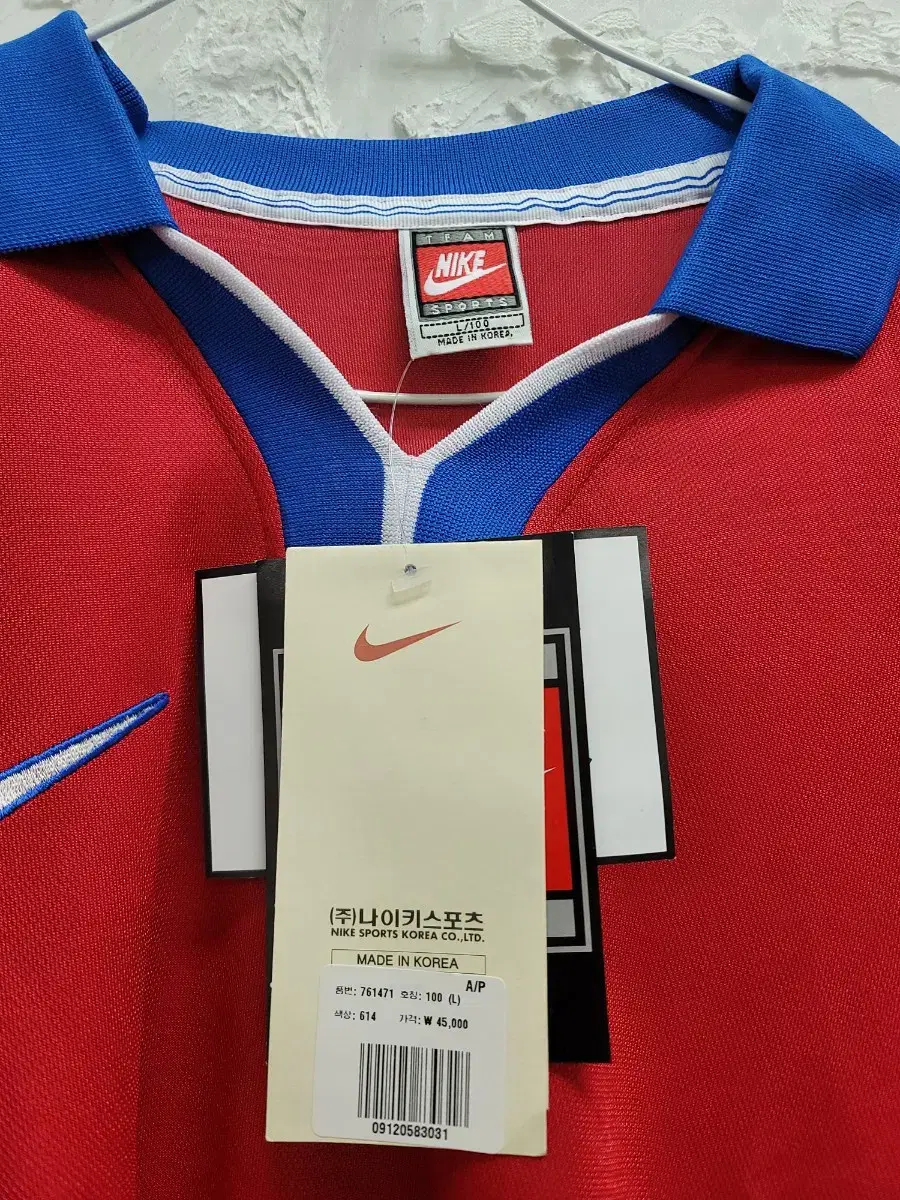 TEAM
NIKE
SPORTS
L/100
MADE IN KOREA.
(주)나이키스포츠
NIKE SPORTS KOREA CO.,LTD.
MADE IN KOREA
A/P
품번: 761471 호칭: 100 (L)
색상: 614 가격: ₩ 45,000
09120583031